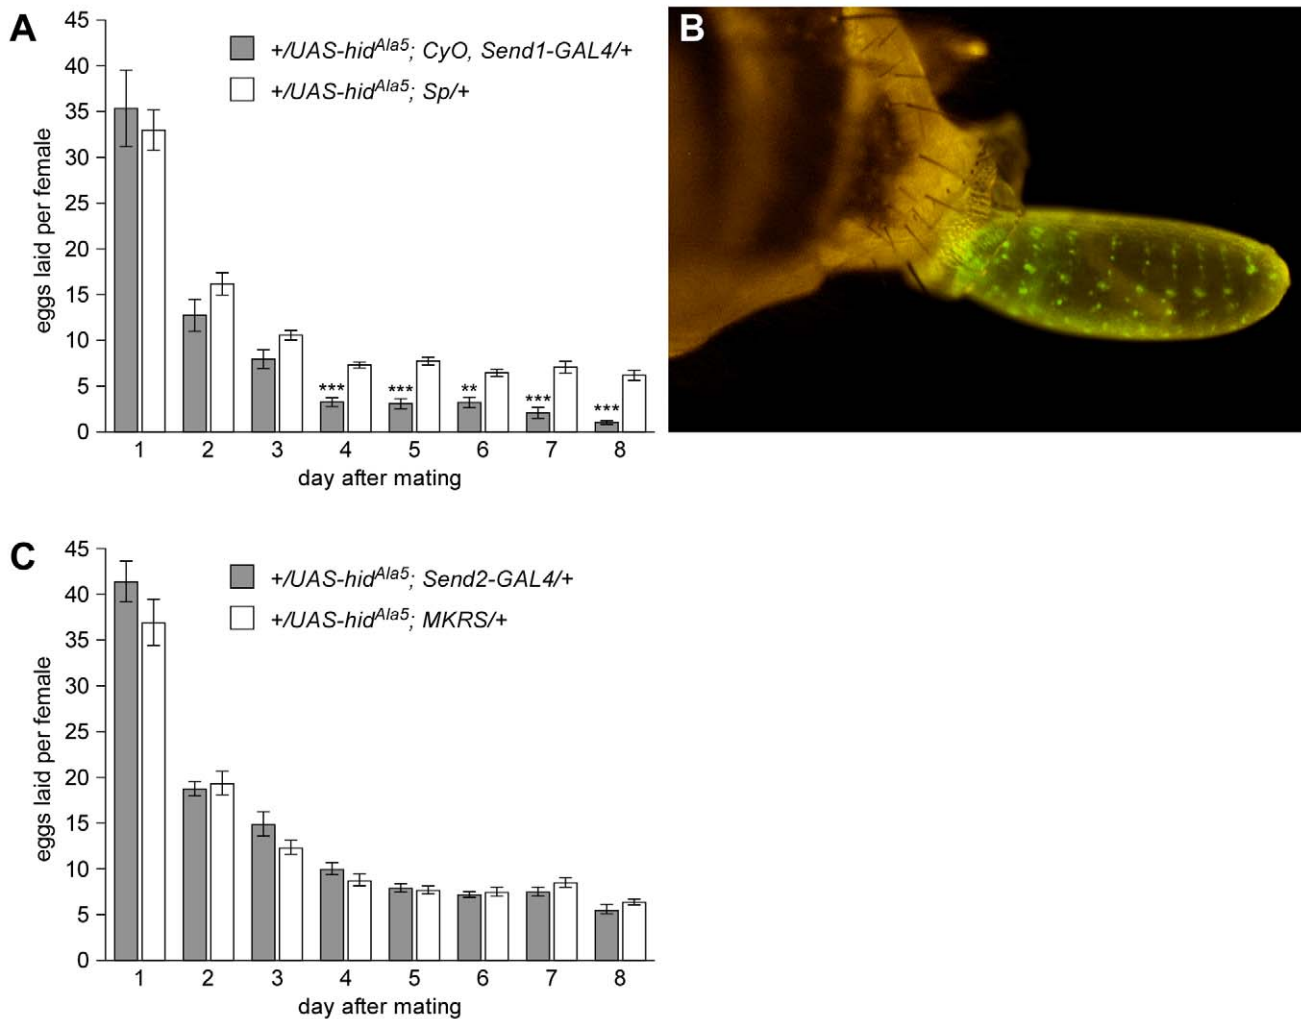 A
45
40
35
30
25
20
15
10
5
0
eggs laid per female
+/UAS-hidAla5; CyO, Send1-GAL4/+
+/UAS-hidAla5; Sp/+
*** *** ** *** ***
1 2 3 4 5 6 7 8
day after mating
B
C
45
40
35
30
25
20
15
10
5
0
eggs laid per female
+/UAS-hidAla5; Send2-GAL4/+
+/UAS-hidAla5; MKRS/+
1 2 3 4 5 6 7 8
day after mating